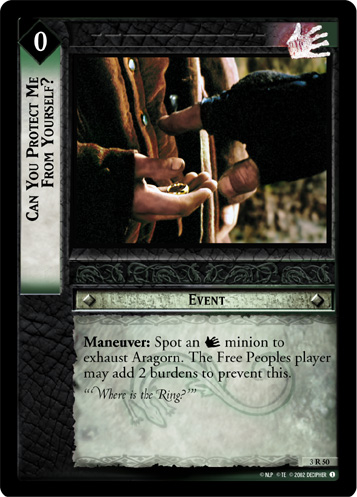 0
CAN YOU PROTECT ME
FROM YOURSELF?
EVENT
Maneuver: Spot an minion to
exhaust Aragorn. The Free Peoples player
may add 2 burdens to prevent this.
“‘Where is the Ring?’”
3 R 50
© NLP ©TE © 2002 DECIPHER 1